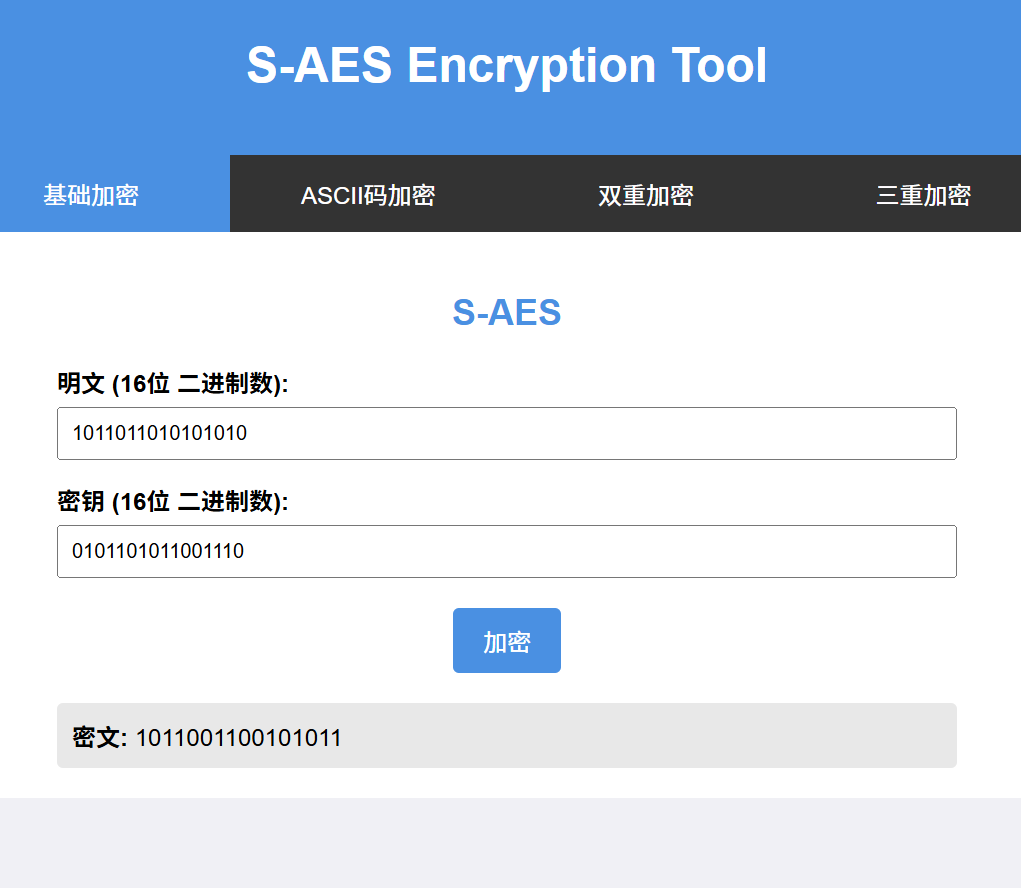 S-AES Encryption Tool
基础加密 ASCII码加密 双重加密 三重加密
S-AES
明文 (16位 二进制数):
1011011010101010
密钥 (16位 二进制数):
0101101011001110
加密
密文: 1011001100101011